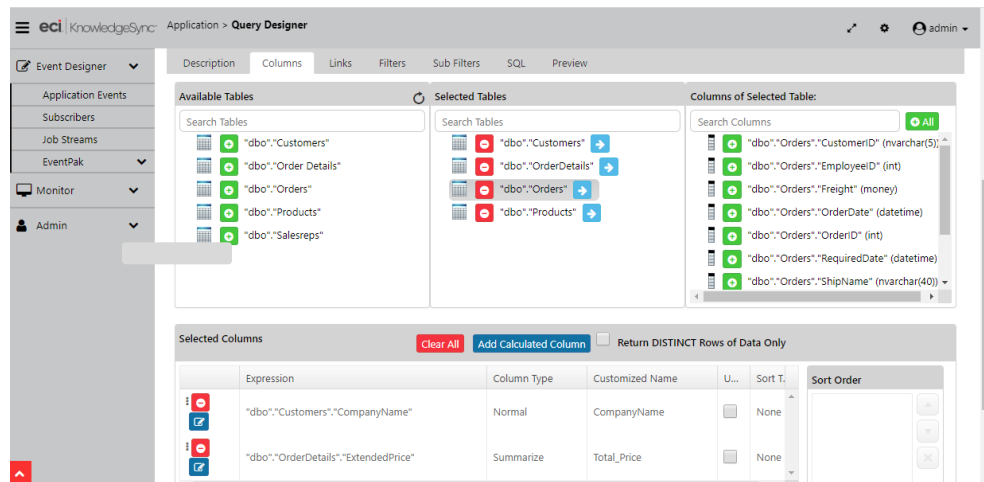 eci KnowledgeSync
Application > Query Designer
admin
Event Designer
Application Events
Subscribers
Job Streams
EventPak
Monitor
Admin
Description Columns Links Filters Sub Filters SQL Preview
Available Tables
Search Tables
"dbo"."Customers"
"dbo"."Order Details"
"dbo"."Orders"
"dbo"."Products"
"dbo"."Salesreps"
Selected Tables
Search Tables
"dbo"."Customers"
"dbo"."OrderDetails"
"dbo"."Orders"
"dbo"."Products"
Columns of Selected Table:
Search Columns
All
"dbo"."Orders"."CustomerID" (nvarchar(5))
"dbo"."Orders"."EmployeeID" (int)
"dbo"."Orders"."Freight" (money)
"dbo"."Orders"."OrderDate" (datetime)
"dbo"."Orders"."OrderID" (int)
"dbo"."Orders"."RequiredDate" (datetime)
"dbo"."Orders"."ShipName" (nvarchar(40))
Selected Columns
Clear All
Add Calculated Column
Return DISTINCT Rows of Data Only
Expression Column Type Customized Name U... Sort T.
"dbo"."Customers"."CompanyName" Normal CompanyName None
"dbo"."OrderDetails"."ExtendedPrice" Summarize Total_Price None
Sort Order